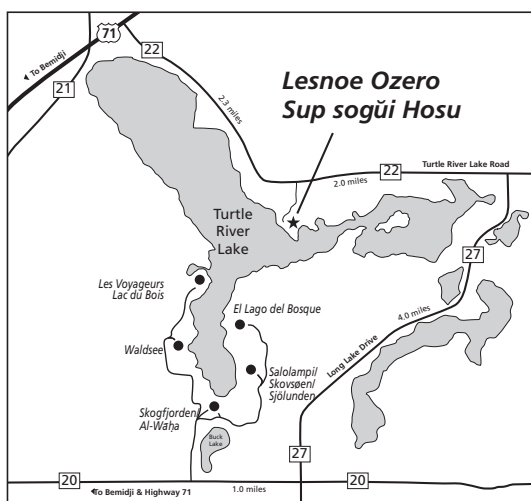 71
To Bemidji
22
21
2.3 miles
Lesnoe Ozero
Sup sogŭi Hosu
22
Turtle River Lake Road
2.0 miles
Turtle
River
Lake
27
Les Voyageurs
Lac du Bois
El Lago del Bosque
4.0 miles
Long Lake Drive
Waldsee
Salolampi/
Skovsøen/
Sjölunden
Skogfjorden/
Al-Waḥa
Buck
Lake
27
20
20
To Bemidji & Highway 71
1.0 miles